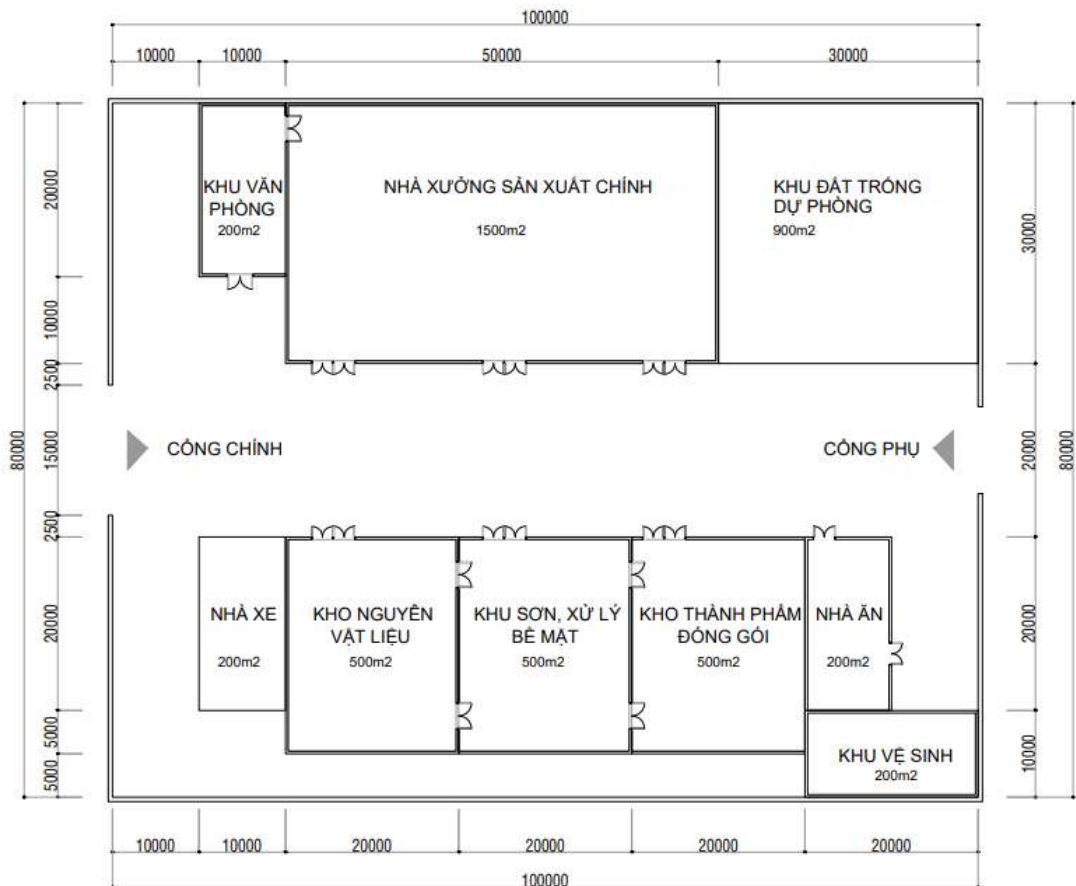 100000
10000
10000
50000
30000
80000
20000
10000
2500
15000
2500
20000
5000
5000
KHU VĂN
PHÒNG
200m2
NHÀ XƯỞNG SẢN XUẤT CHÍNH
1500m2
KHU ĐẤT TRỐNG
DỰ PHÒNG
900m2
30000
20000
20000
10000
80000
CỔNG CHÍNH
CỔNG PHỤ
NHÀ XE
200m2
KHO NGUYÊN
VẬT LIỆU
500m2
KHU SƠN, XỬ LÝ
BỀ MẶT
500m2
KHO THÀNH PHẨM
ĐÓNG GÓI
500m2
NHÀ ĂN
200m2
KHU VỆ SINH
200m2
10000
10000
20000
20000
20000
20000
100000